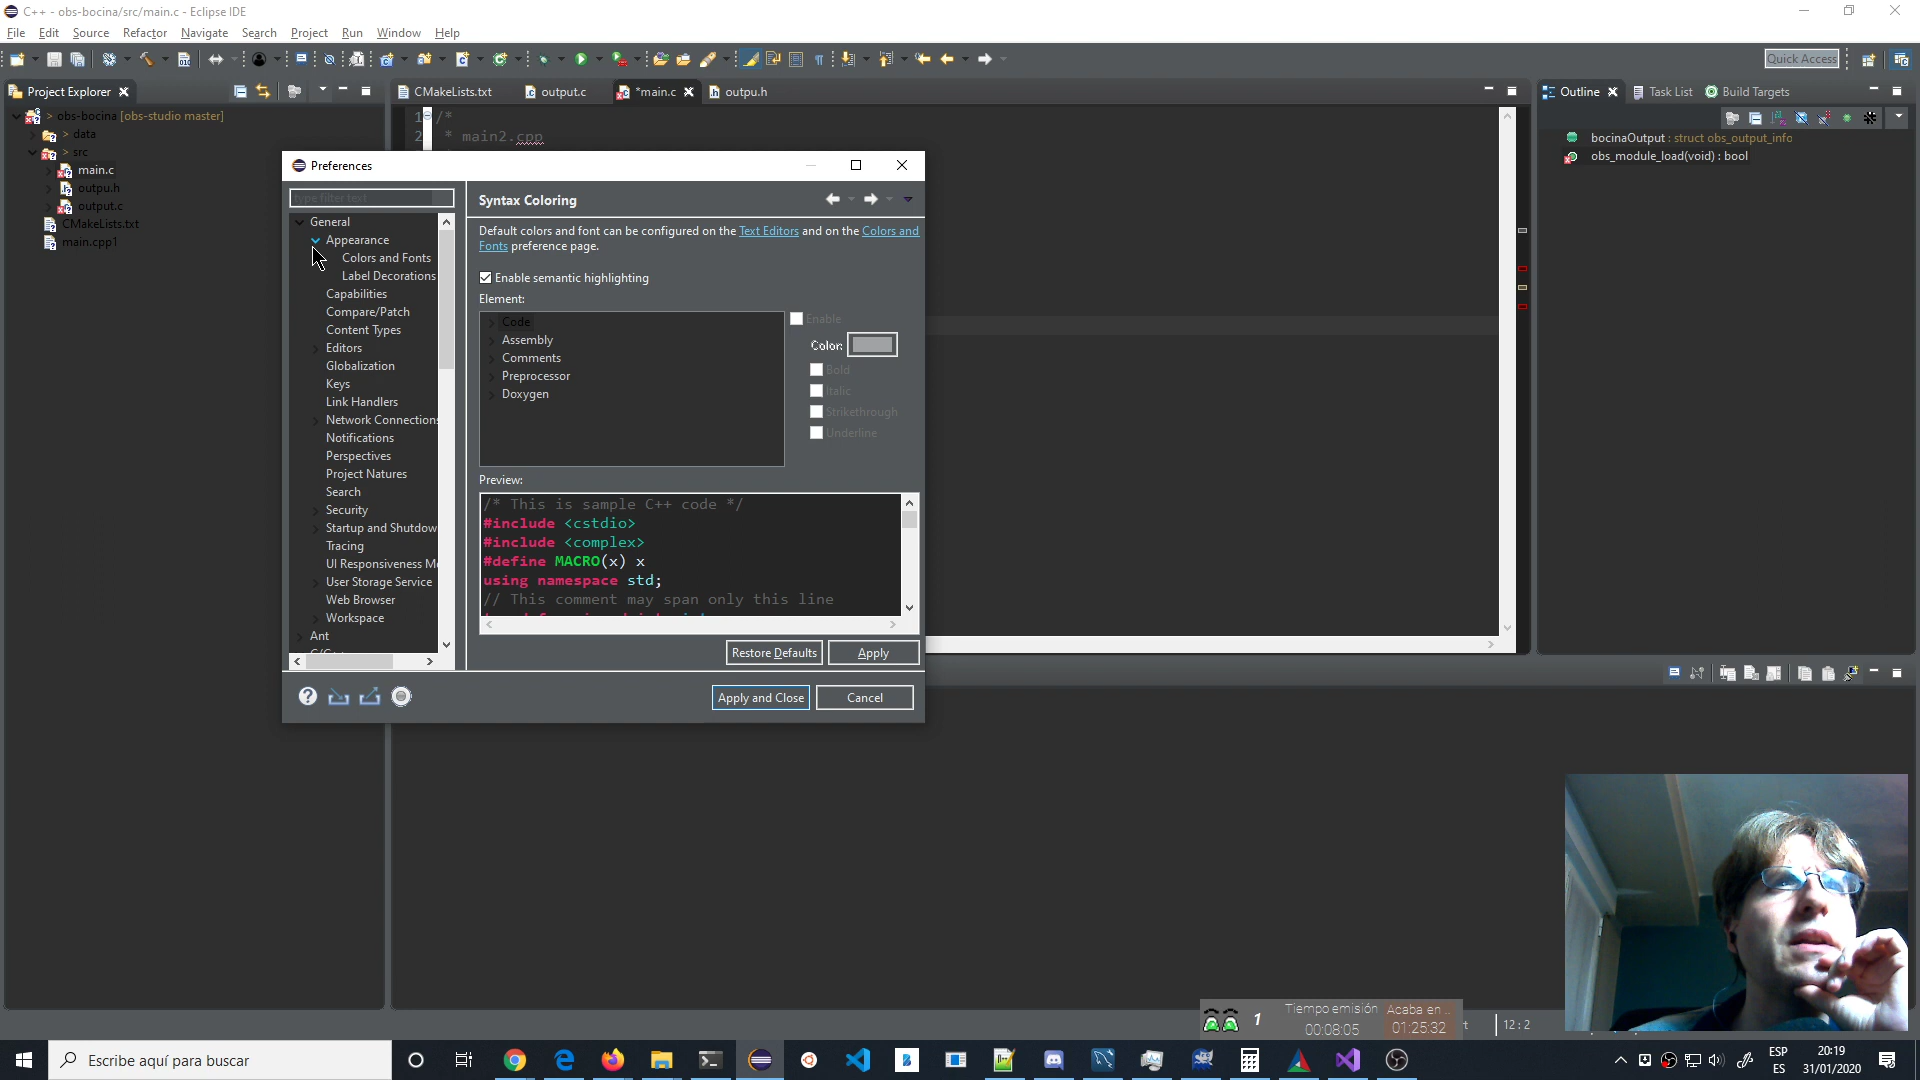 C++ - obs-bocina/src/main.c - Eclipse IDE
File Edit Source Refactor Navigate Search Project Run Window Help
Quick Access
Project Explorer
CMakeLists.txt
output.c
*main.c
outpu.h
Outline
Task List
Build Targets
> obs-bocina [obs-studio master]
> data
> src
main.c
outpu.h
output.c
CMakeLists.txt
main.cpp1
1 /*
2 * main2.cpp
bocinaOutput : struct obs_output_info
obs_module_load(void) : bool
Preferences
type filter text
General
Appearance
Colors and Fonts
Label Decorations
Capabilities
Compare/Patch
Content Types
Editors
Globalization
Keys
Link Handlers
Network Connections
Notifications
Perspectives
Project Natures
Search
Security
Startup and Shutdow
Tracing
UI Responsiveness M
User Storage Service
Web Browser
Workspace
Ant
C/C++
Syntax Coloring
Default colors and font can be configured on the Text Editors and on the Colors and
Fonts preference page.
Enable semantic highlighting
Element:
Code
Assembly
Comments
Preprocessor
Doxygen
Enable
Color:
Bold
Italic
Strikethrough
Underline
Preview:
/* This is sample C++ code */
#include <cstdio>
#include <complex>
#define MACRO(x) x
using namespace std;
// This comment may span only this line
Restore Defaults
Apply
Apply and Close
Cancel
1
Tiempo emisión
00:08:05
Acaba en ..
01:25:32
12 : 2
Escribe aquí para buscar
ESP
ES
20:19
31/01/2020